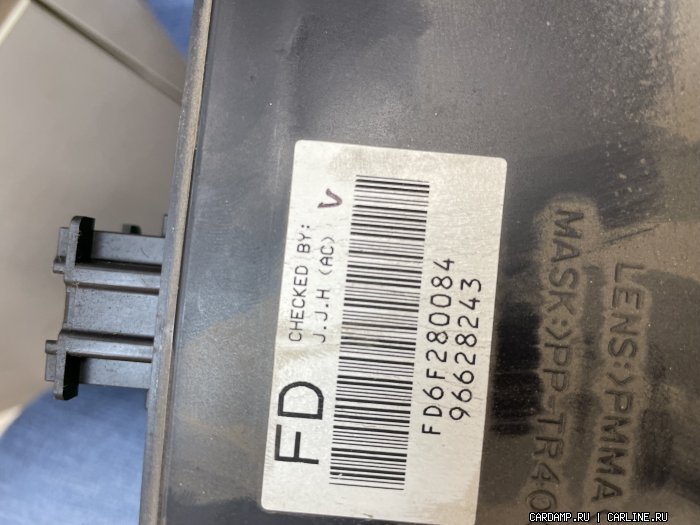 FD
CHECKED BY:
J.J.H (AC) V
FD6F280084
96628243
LENS:>PMMA
MASK:>PP-TR40
CARDAMP.RU | CARLINE.RU